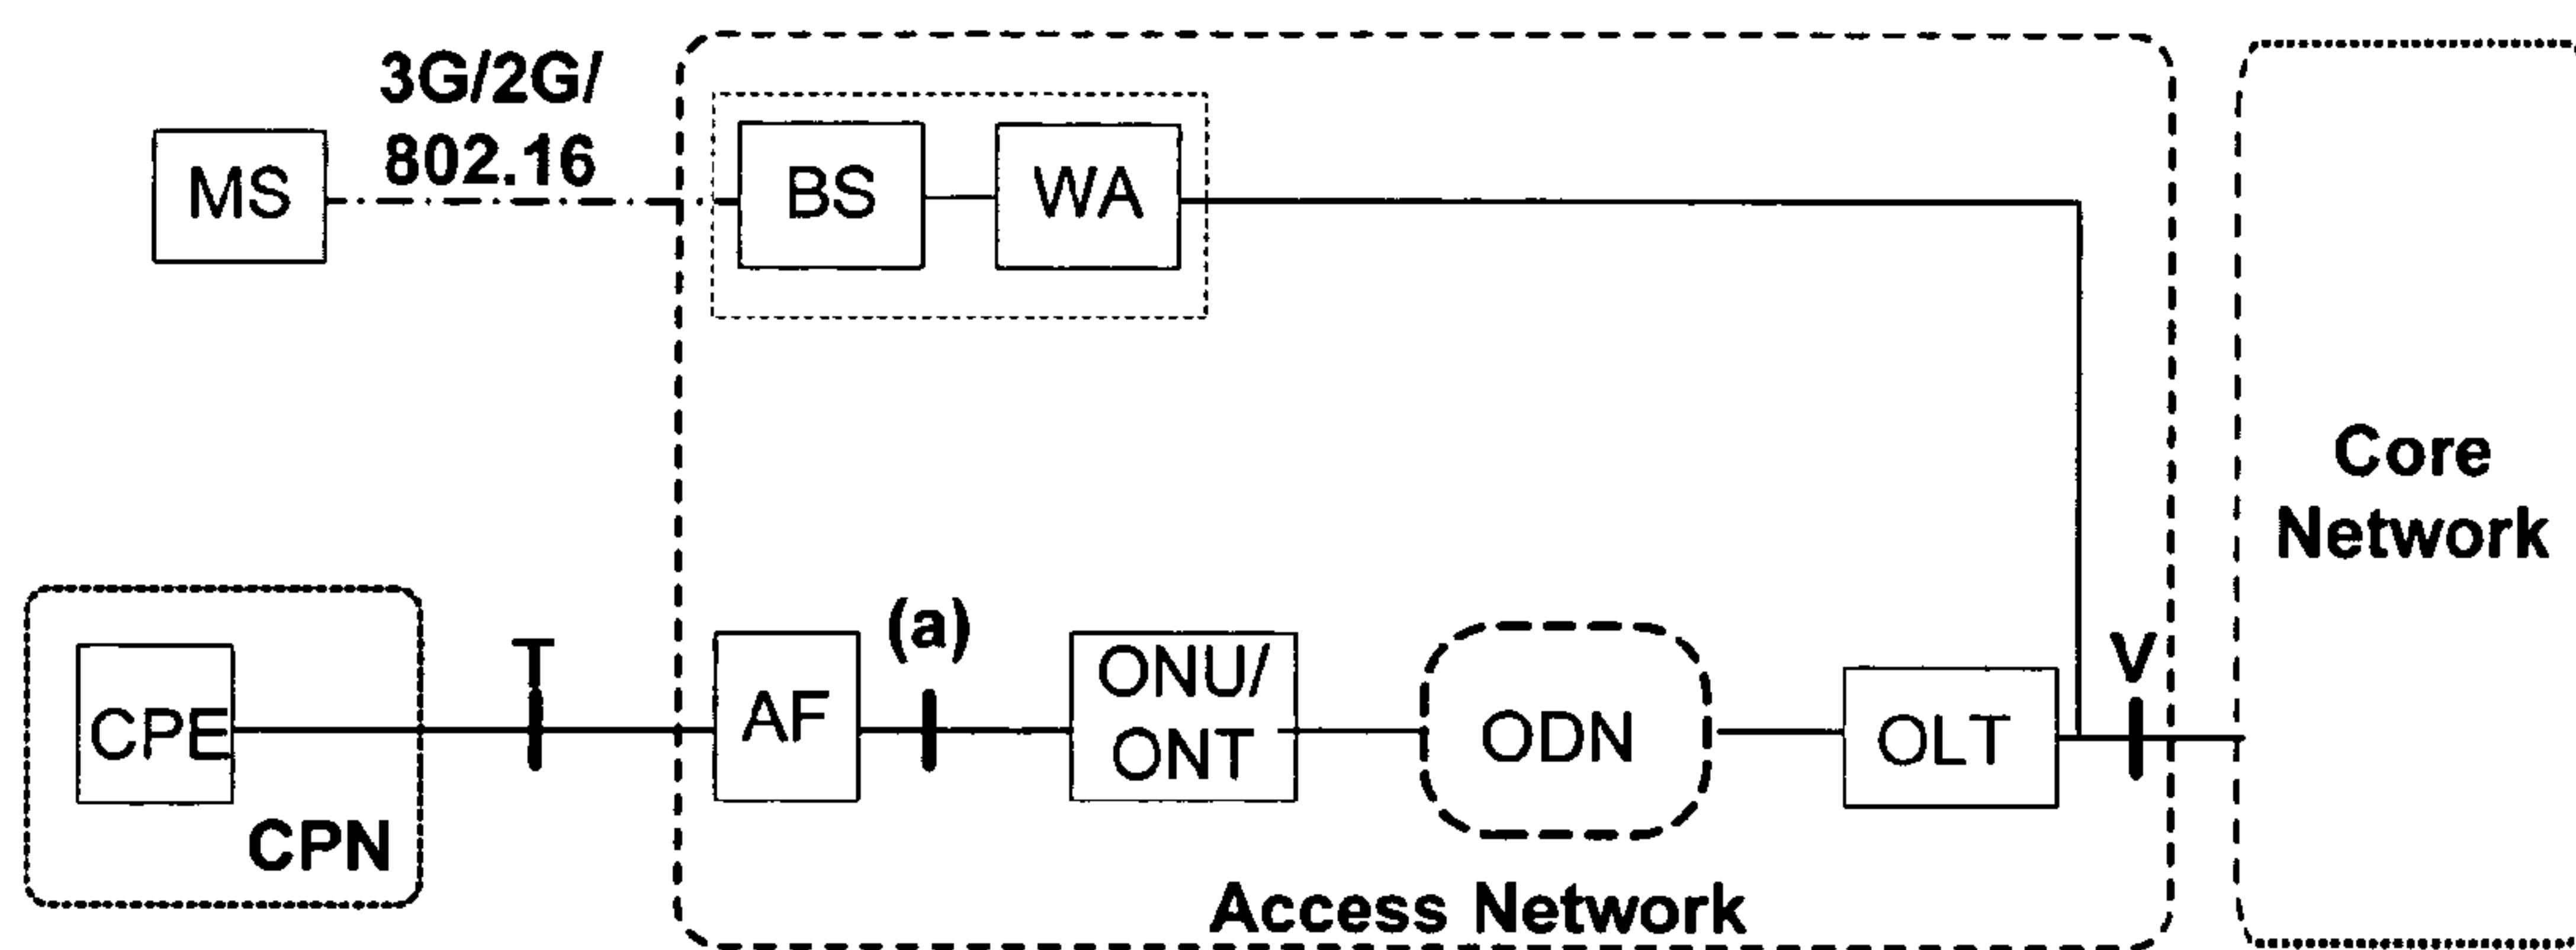 3G/2G/
802.16
MS
BS
WA
Core
Network
CPE
CPN
T
AF
(a)
ONU/
ONT
ODN
OLT
V
Access Network